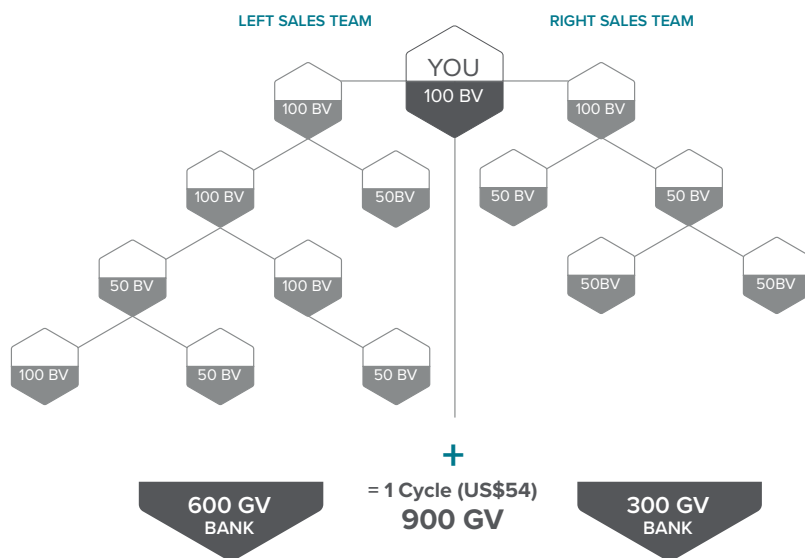 LEFT SALES TEAM
RIGHT SALES TEAM
YOU
100 BV
100 BV
100 BV
100 BV
50BV
50 BV
50 BV
50 BV
100 BV
50BV
50BV
100 BV
50 BV
50 BV
+
= 1 Cycle (US$54)
900 GV
600 GV
BANK
300 GV
BANK